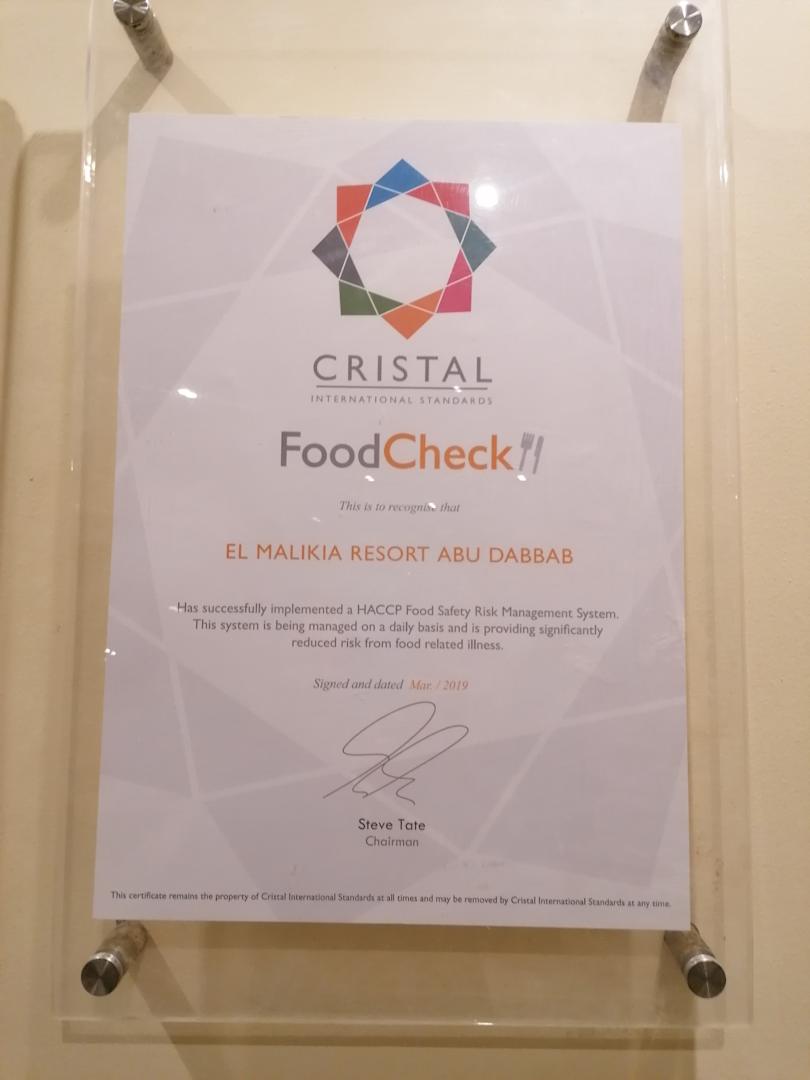 CRISTAL
INTERNATIONAL STANDARDS
FoodCheck
This is to recognise that
EL MALIKIA RESORT ABU DABBAB
Has successfully implemented a HACCP Food Safety Risk Management System.
This system is being managed on a daily basis and is providing significantly
reduced risk from food related illness.
Signed and dated Mar. / 2019
Steve Tate
Chairman
This certificate remains the property of Cristal International Standards at all times and may be removed by Cristal International Standards at any time.